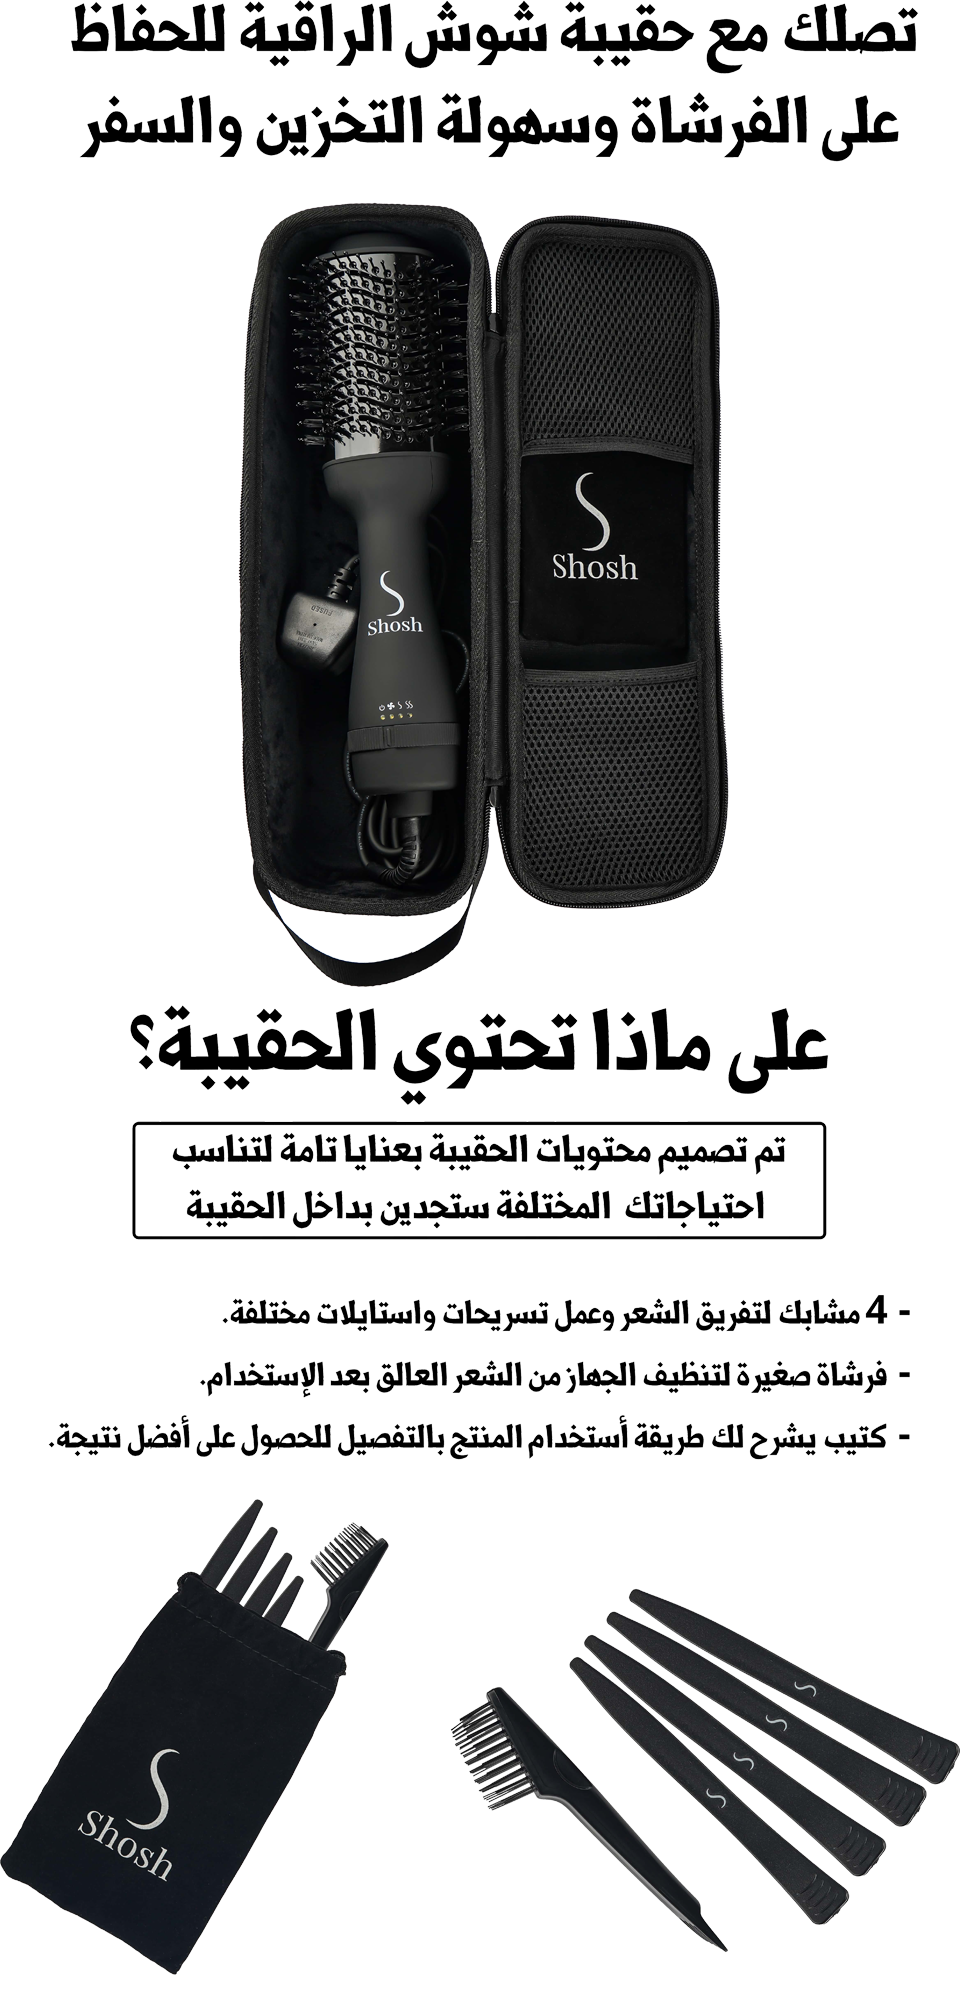 تصلك مع حقيبة شوش الراقية للحفاظ
على الفرشاة وسهولة التخزين والسفر
Shosh
Shosh
FUSED
على ماذا تحتوي الحقيبة؟
تم تصميم محتويات الحقيبة بعنايا تامة لتناسب
احتياجاتك المختلفة ستجدين بداخل الحقيبة
- 4 مشابك لتفريق الشعر وعمل تسريحات واستايلات مختلفة.
- فرشاة صغيرة لتنظيف الجهاز من الشعر العالق بعد الإستخدام.
- كتيب يشرح لك طريقة أستخدام المنتج بالتفصيل للحصول على أفضل نتيجة.
Shosh